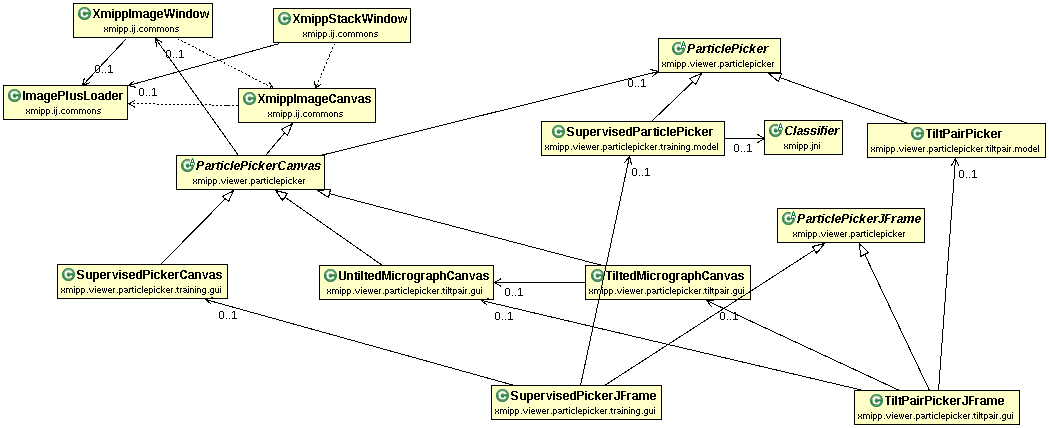 XmippImageWindow
xmipp.ij.commons
XmippStackWindow
xmipp.ij.commons
ParticlePicker
xmipp.viewer.particlepicker
0..1
0..1
0..1
0..1
ImagePlusLoader
xmipp.ij.commons
XmippImageCanvas
xmipp.ij.commons
SupervisedParticlePicker
xmipp.viewer.particlepicker.training.model
0..1
Classifier
xmipp.jni
TiltPairPicker
xmipp.viewer.particlepicker.tiltpair.model
ParticlePickerCanvas
xmipp.viewer.particlepicker
0..1
0..1
ParticlePickerJFrame
xmipp.viewer.particlepicker
SupervisedPickerCanvas
xmipp.viewer.particlepicker.training.gui
UntiltedMicrographCanvas
xmipp.viewer.particlepicker.tiltpair.gui
0..1
TiltedMicrographCanvas
xmipp.viewer.particlepicker.tiltpair.gui
0..1
0..1
0..1
SupervisedPickerJFrame
xmipp.viewer.particlepicker.training.gui
TiltPairPickerJFrame
xmipp.viewer.particlepicker.tiltpair.gui